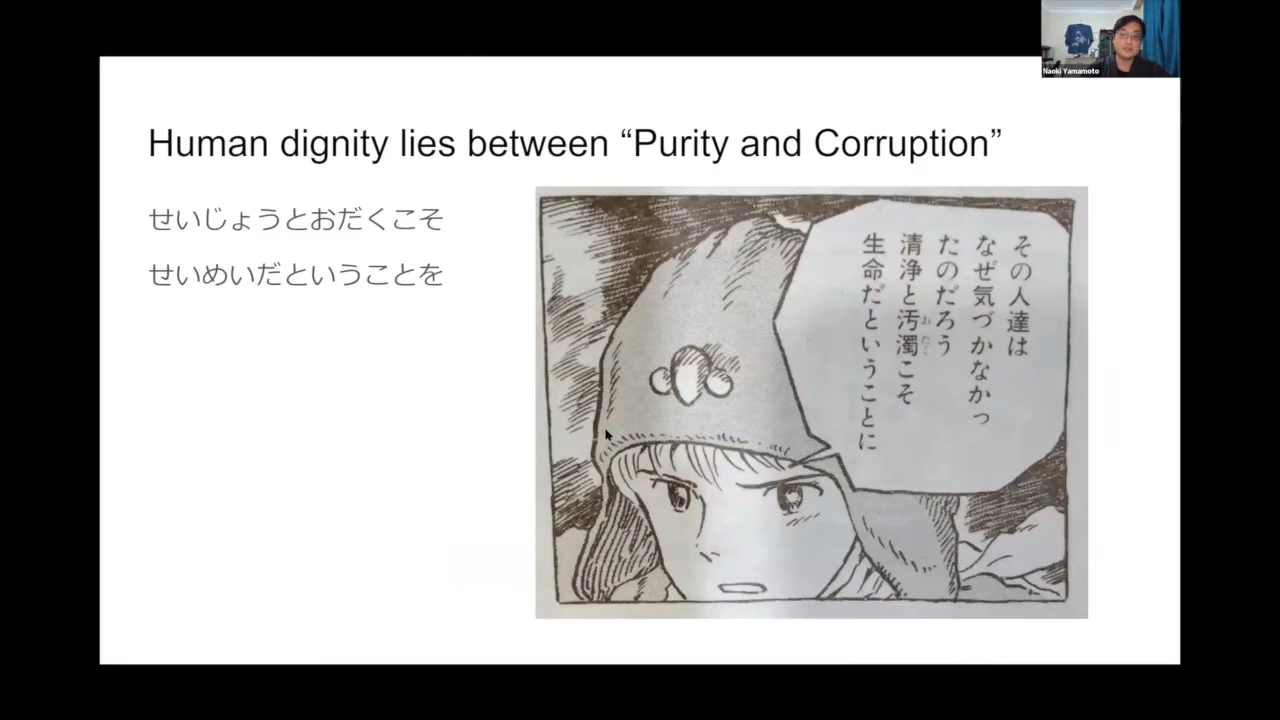 Naoki Yamamoto
Human dignity lies between “Purity and Corruption”
せいじょうとおだくこそ
せいめいだということを
その人達は
なぜ気づかなかっ
たのだろう
清浄と汚濁こそ
おだく
生命だということに